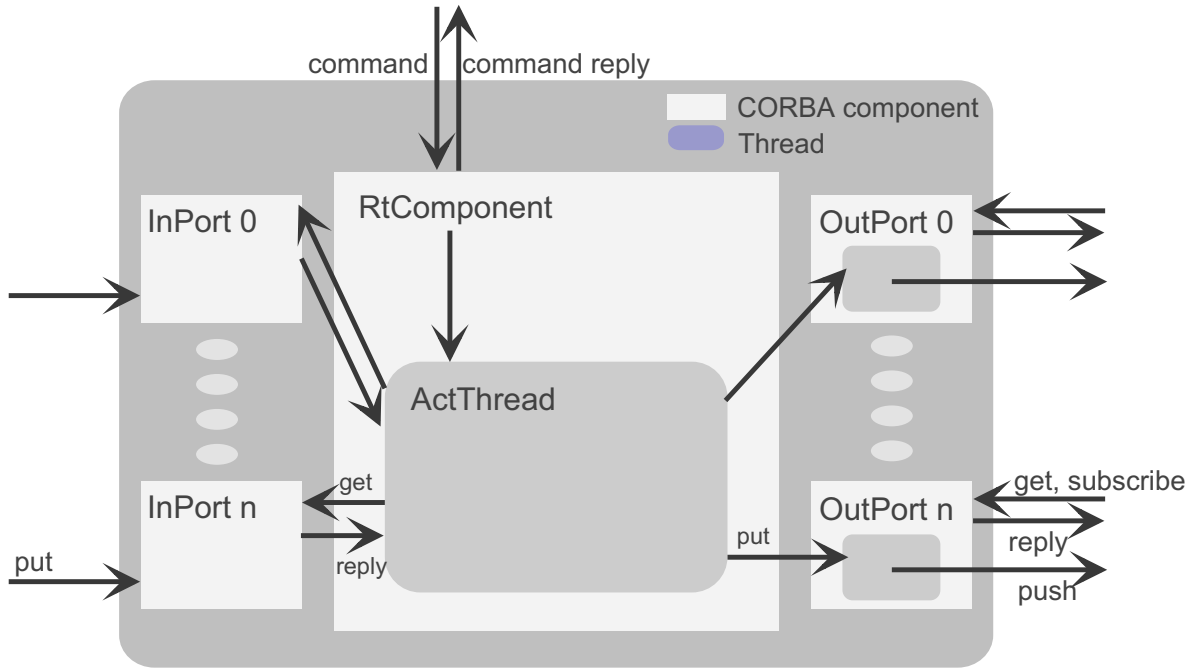 command
command reply
CORBA component
Thread
InPort 0
RtComponent
OutPort 0
ActThread
InPort n
get
reply
put
OutPort n
put
get, subscribe
reply
push